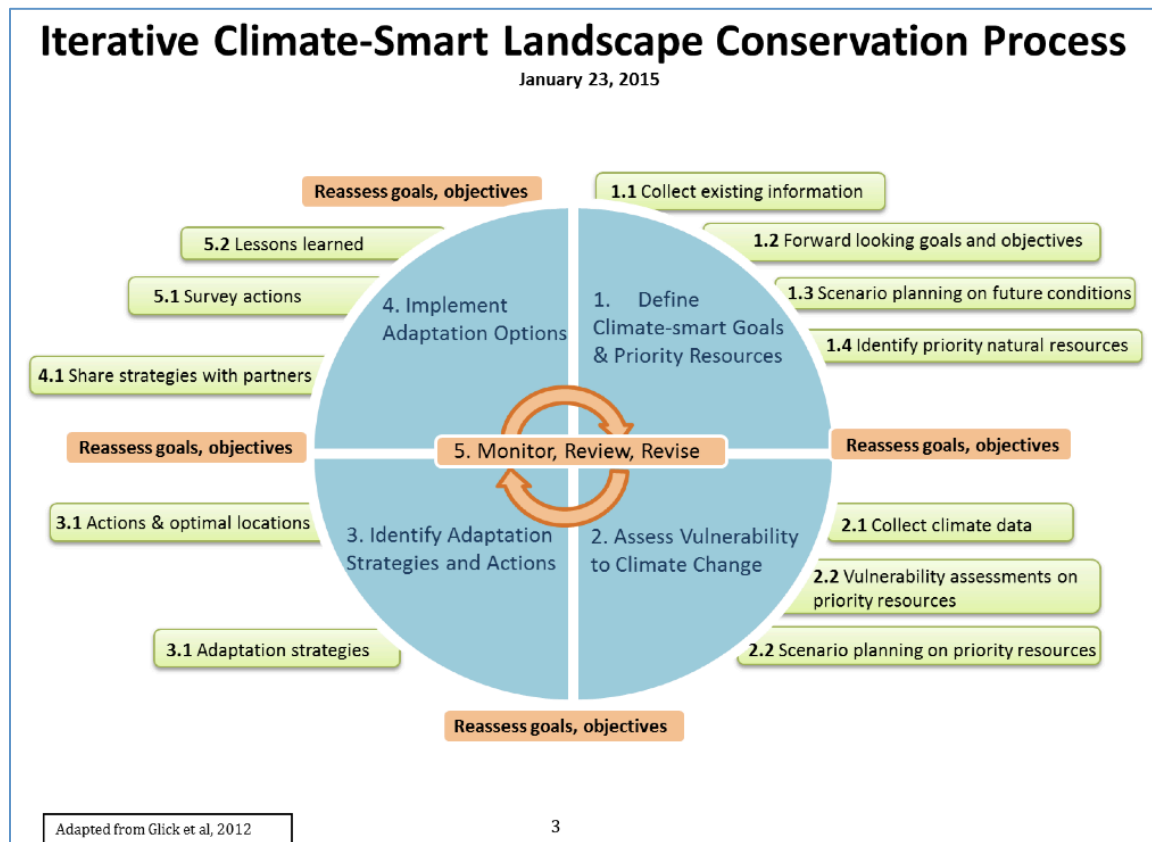 Iterative Climate-Smart Landscape Conservation Process
January 23, 2015
Reassess goals, objectives
1.1 Collect existing information
1.2 Forward looking goals and objectives
1.3 Scenario planning on future conditions
1.4 Identify priority natural resources
5.2 Lessons learned
5.1 Survey actions
4.1 Share strategies with partners
4. Implement
Adaptation Options
1. Define
Climate-smart Goals
& Priority Resources
Reassess goals, objectives
5. Monitor, Review, Revise
Reassess goals, objectives
3.1 Actions & optimal locations
3.1 Adaptation strategies
3. Identify Adaptation
Strategies and Actions
2. Assess Vulnerability
to Climate Change
2.1 Collect climate data
2.2 Vulnerability assessments on
priority resources
2.2 Scenario planning on priority resources
Reassess goals, objectives
Adapted from Glick et al, 2012
3